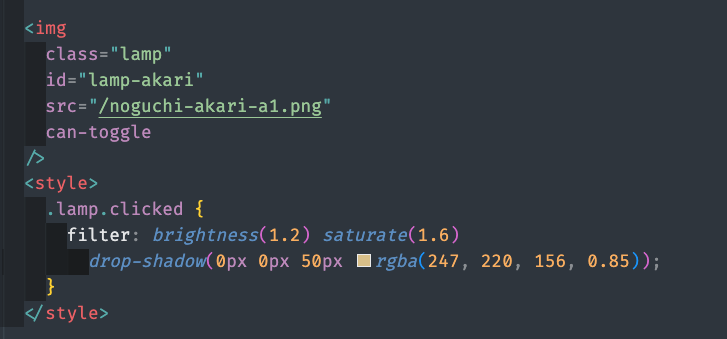 <img
class="lamp"
id="lamp-akari"
src="/noguchi-akari-a1.png"
can-toggle
/>
<style>
.lamp.clicked {
filter: brightness(1.2) saturate(1.6)
drop-shadow(0px 0px 50px rgba(247, 220, 156, 0.85));
}
</style>